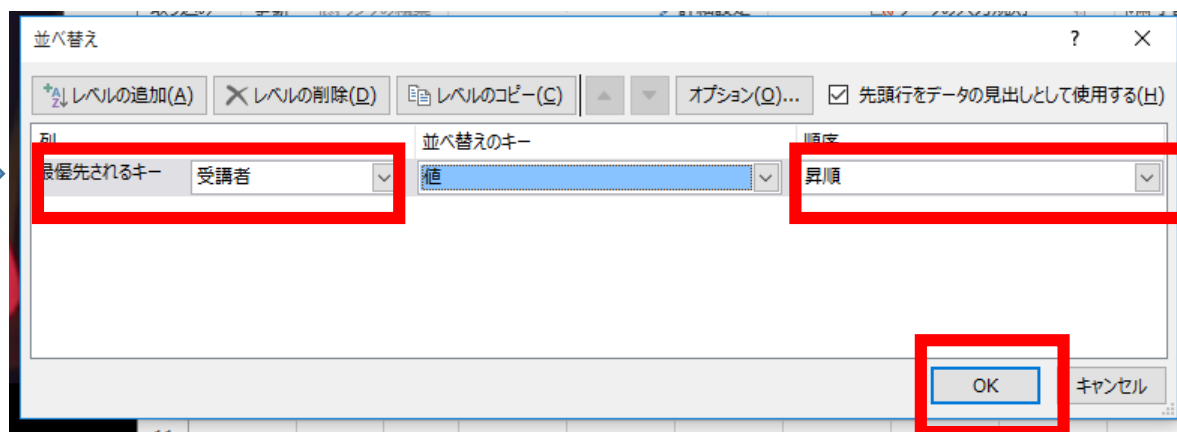 並べ替え ? ×
レベルの追加(A) レベルの削除(D) レベルのコピー(C) オプション(O)... 先頭行をデータの見出しとして使用する(H)
列 並べ替えのキー 順序
最優先されるキー 受講者 値 昇順
OK キャンセル